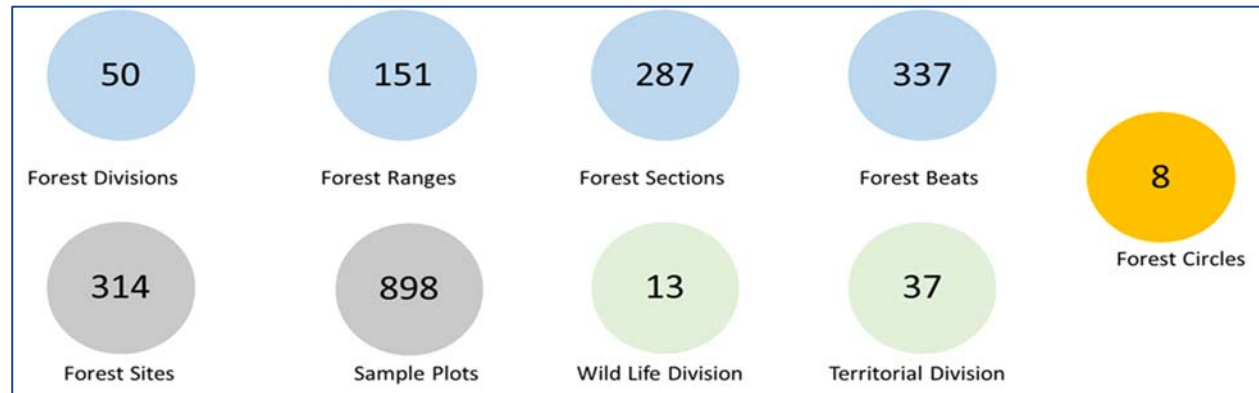 50
151
287
337
Forest Divisions
Forest Ranges
Forest Sections
Forest Beats
8
Forest Circles
314
898
13
37
Forest Sites
Sample Plots
Wild Life Division
Territorial Division